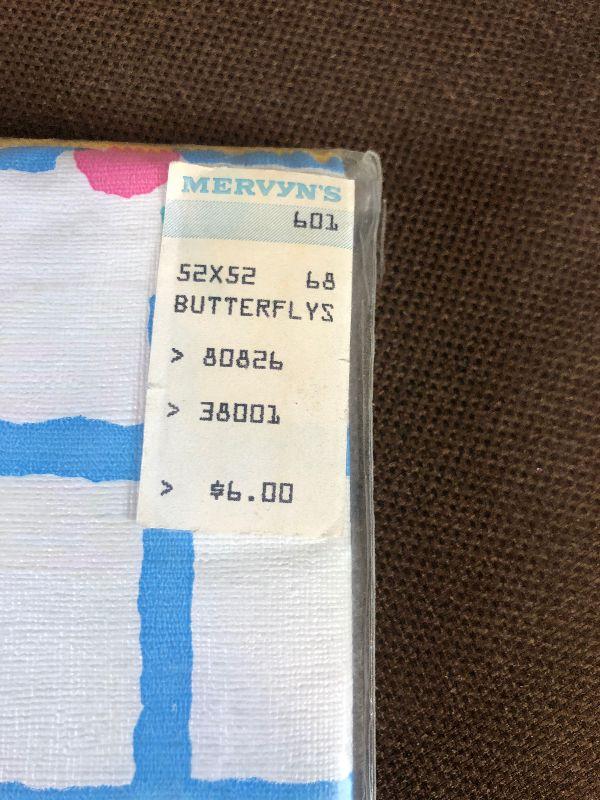 MERVYN'S
601
52X52 68
BUTTERFLYS
> 80826
> 38001
> $6.00